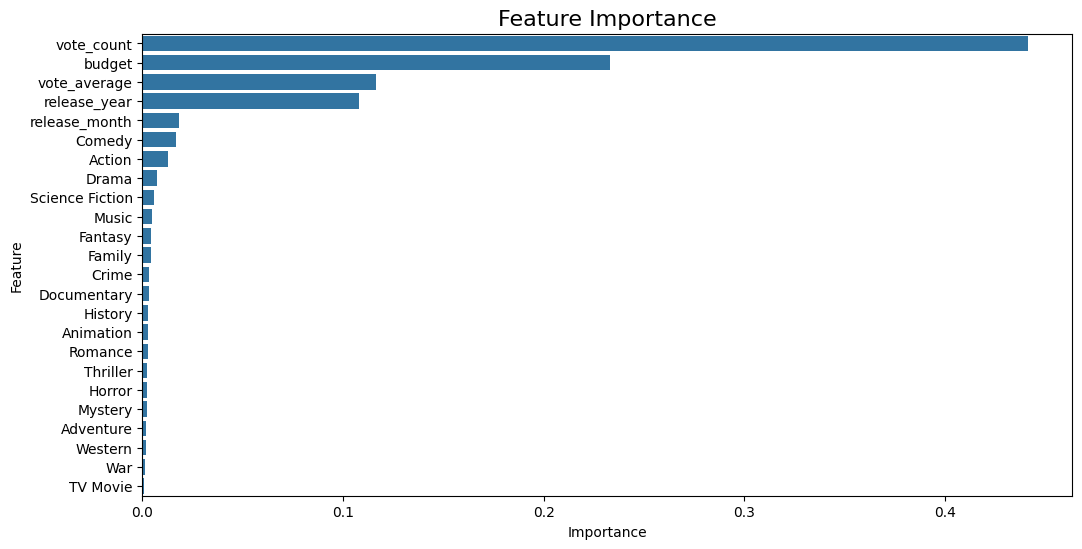 Feature Importance
vote_count
budget
vote_average
release_year
release_month
Comedy
Action
Drama
Science Fiction
Music
Fantasy
Family
Crime
Documentary
History
Animation
Romance
Thriller
Horror
Mystery
Adventure
Western
War
TV Movie
Feature
0.0 0.1 0.2 0.3 0.4
Importance